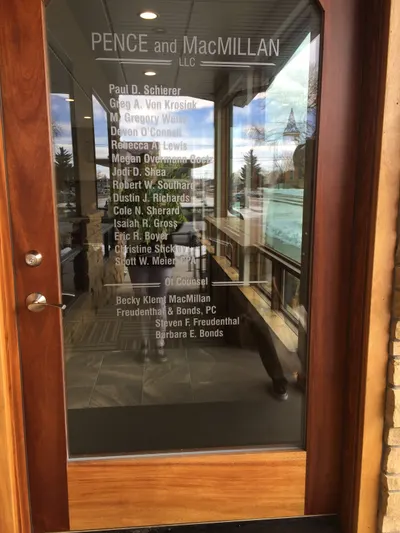 PENCE and MacMILLAN
LLC
Paul D. Schierer
Greg A. Von Krosigk
M. Gregory
Devon O'Connell
Rebecca A. Lewis
Megan Overmann
Jodi D. Shea
Robert W. Southard
Dustin J. Richards
Cole N. Sherard
Isaiah R. Gross
Eric R. Boyer
Christine Stickley
Scott W. Meier
Of Counsel
Becky Klemt MacMillan
Freudenthal & Bonds, PC
Steven F. Freudenthal
Barbara E. Bonds